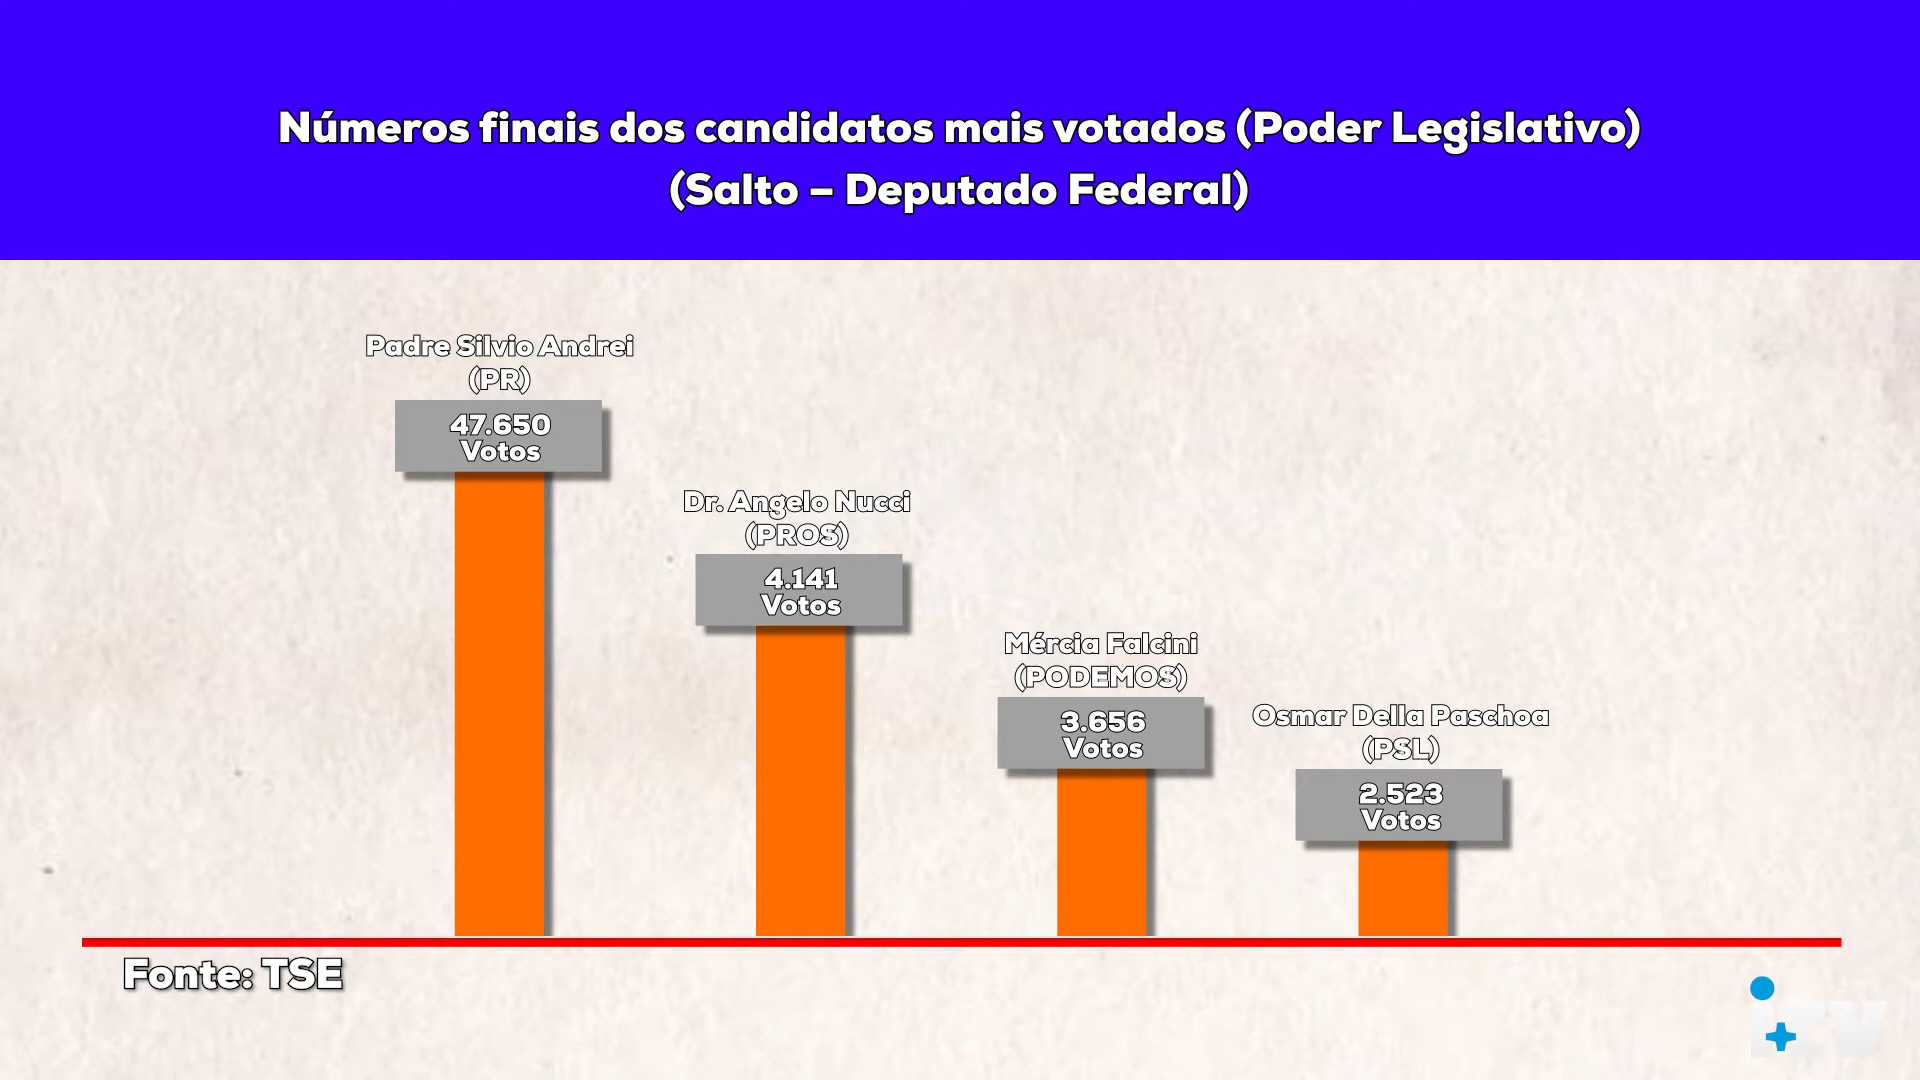 Números finais dos candidatos mais votados (Poder Legislativo)
(Salto – Deputado Federal)
Padre Silvio Andrei
(PR)
47.650
Votos
Dr. Angelo Nucci
(PROS)
4.141
Votos
Mércia Falcini
(PODEMOS)
3.656
Votos
Osmar Della Paschoa
(PSL)
2.523
Votos
Fonte: TSE